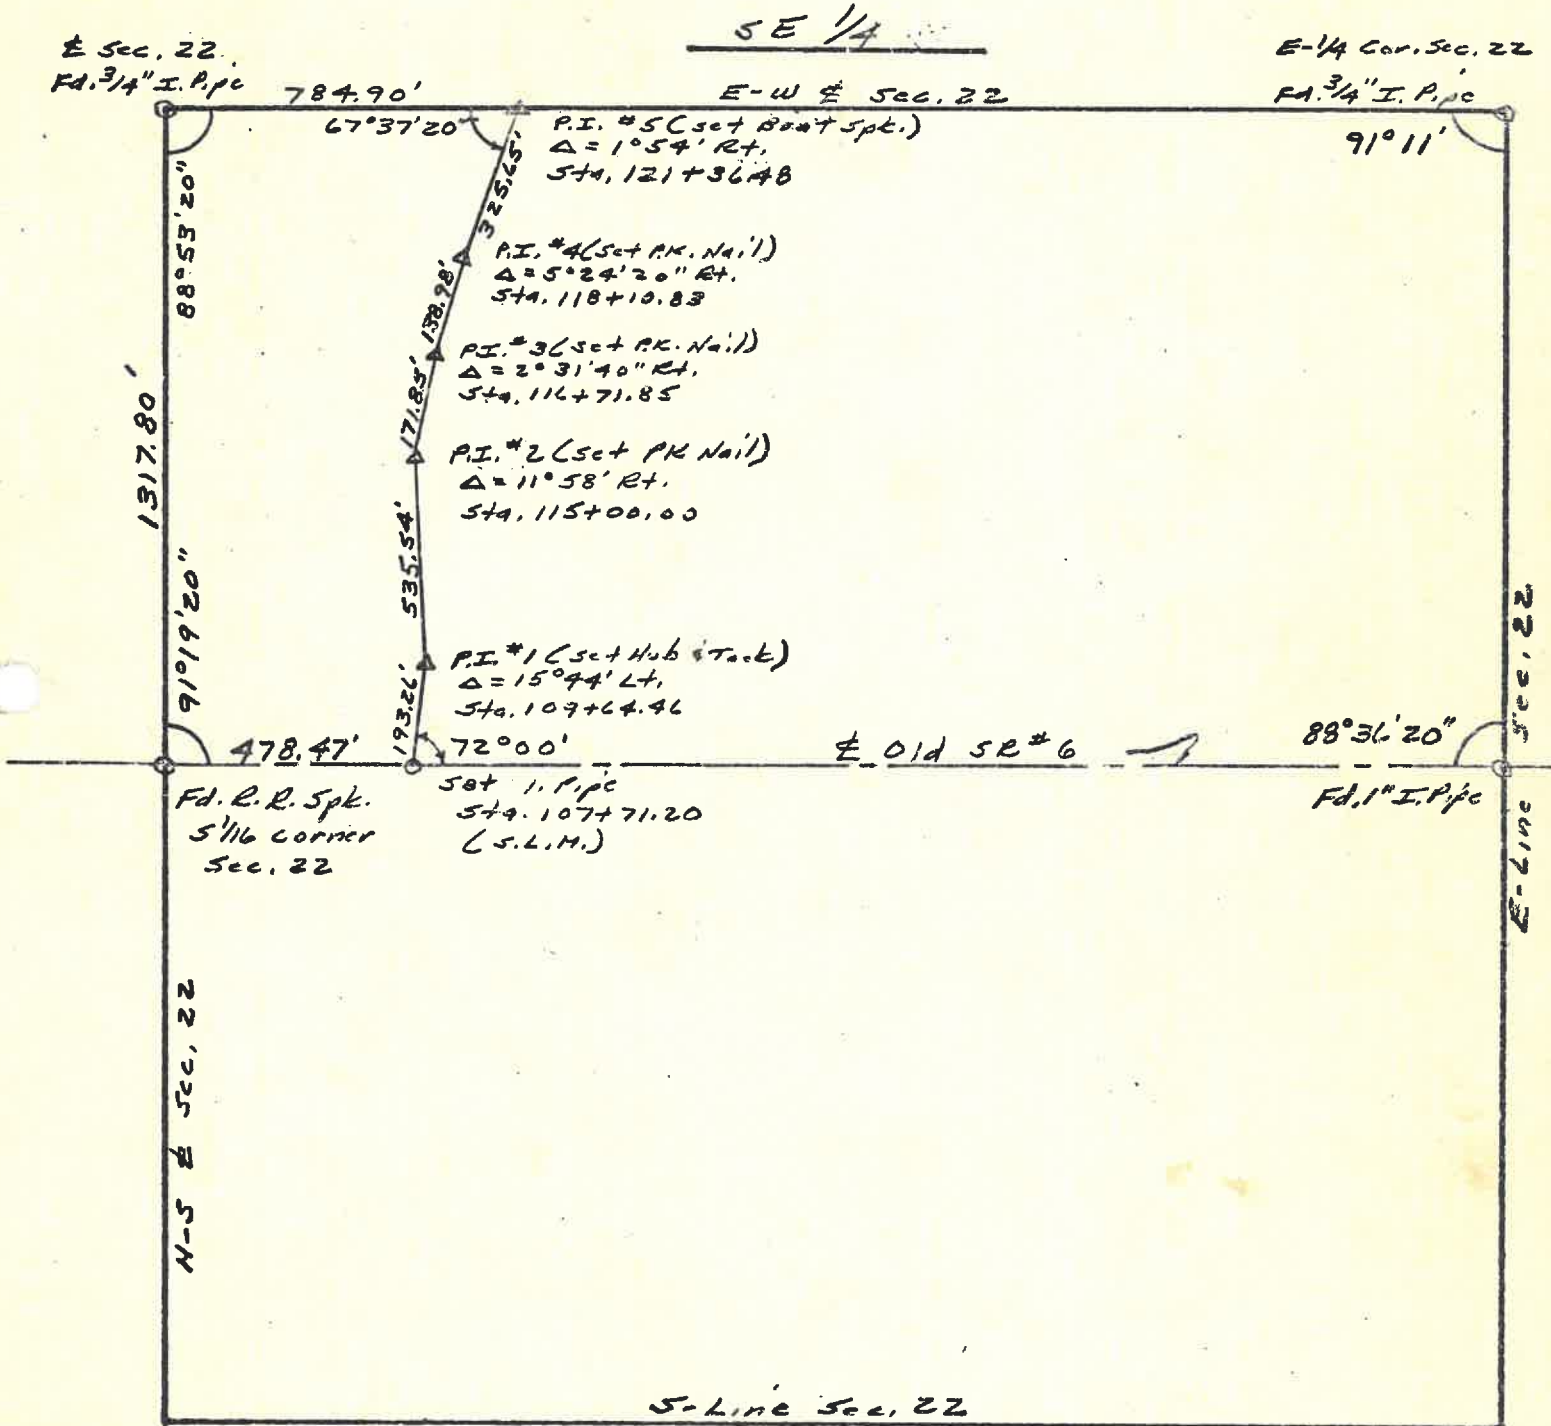 SE 1/4
℄ Sec. 22.
Fd. 3/4" I. Pipe
E-1/4 Cor. Sec. 22
Fd. 3/4" I. Pipe
784.90'
E-W ℄ Sec. 22
67°37'20"
91°11'
P.I. #5 (set Boat Spk.)
Δ = 1°54' Rt.
Sta. 121+36.48
88°53'20"
325.65'
P.I. #4 (Set P.K. Nail)
Δ = 5°24'20" Rt.
Sta. 118+10.83
138.98'
P.I. #3 (set P.K. Nail)
Δ = 2°31'40" Rt.
Sta. 116+71.85
171.85'
1317.80'
P.I. #2 (set PK Nail)
Δ = 11°58' Rt.
Sta. 115+00.00
535.54'
91°19'20"
P.I. #1 (set Hub & Tack)
Δ = 15°44' Lt.
Sta. 109+64.46
193.26'
478.47'
72°00'
℄ Old SR #6
88°36'20"
Fd. R.R. Spk.
S 1/16 corner
Sec. 22
Set I. Pipe
Sta. 107+71.20
(S.L.M.)
Fd. 1" I. Pipe
E-Line Sec. 22
N-S ℄ Sec. 22
S-Line Sec. 22